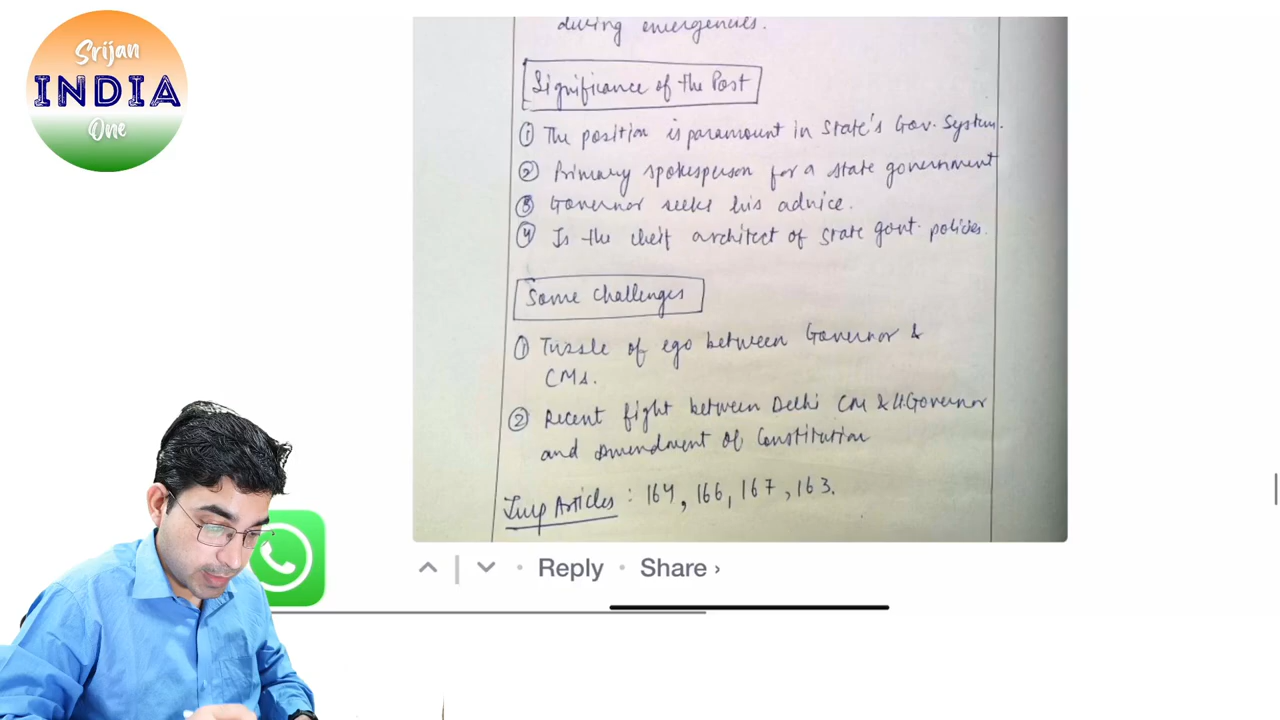 Srijan
INDIA
One
during emergencies.
Significance of the Post
① The position is paramount in State's Gov. System.
② Primary spokesperson for a state government
③ Governor seeks his advice.
④ Is the cheif architect of State govt. policies.
Some Challenges
① Tussle of ego between Governor &
CMs.
② Recent fight between Delhi CM & Lt. Governor
and Amendment of Constitution
Imp Articles : 164, 166, 167, 163.
• Reply • Share ›